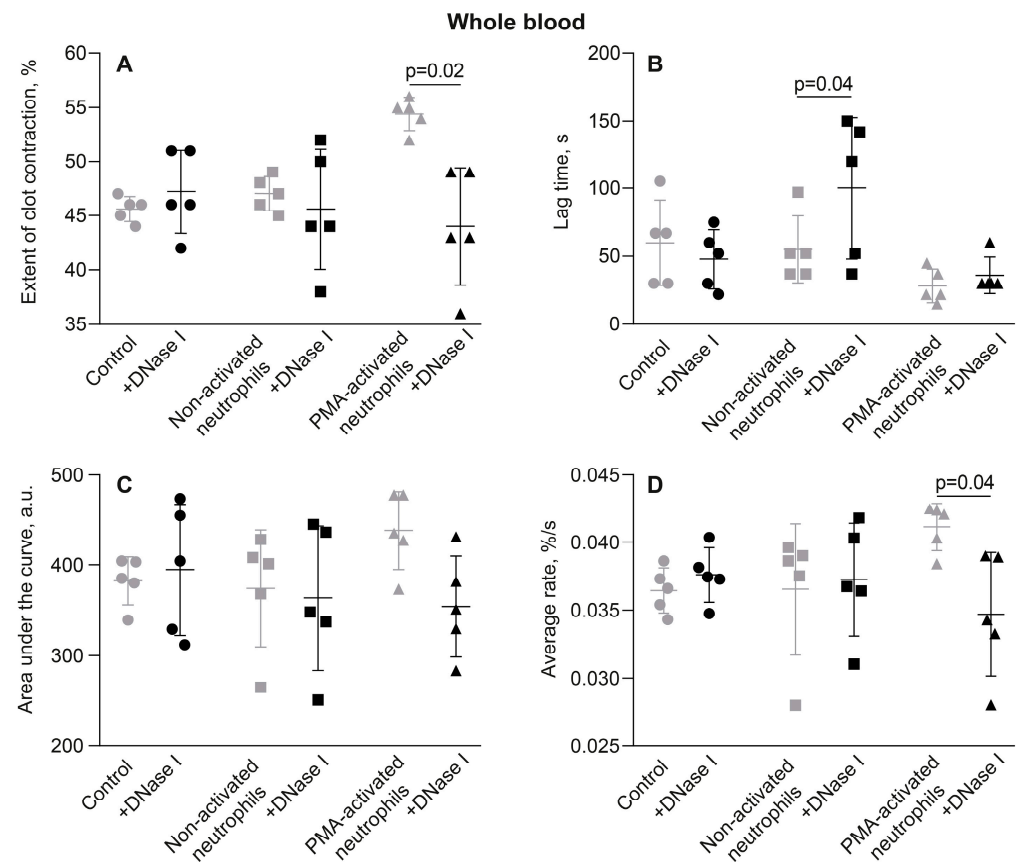 Whole blood
A
Extent of clot contraction, %
60
55
50
45
40
35
p=0.02
Control
+DNase I
Non-activated
neutrophils
+DNase I
PMA-activated
neutrophils
+DNase I
B
Lag time, s
200
150
100
50
0
p=0.04
Control
+DNase I
Non-activated
neutrophils
+DNase I
PMA-activated
neutrophils
+DNase I
C
Area under the curve, a.u.
500
400
300
200
Control
+DNase I
Non-activated
neutrophils
+DNase I
PMA-activated
neutrophils
+DNase I
D
Average rate, %/s
0.045
0.040
0.035
0.030
0.025
p=0.04
Control
+DNase I
Non-activated
neutrophils
+DNase I
PMA-activated
neutrophils
+DNase I